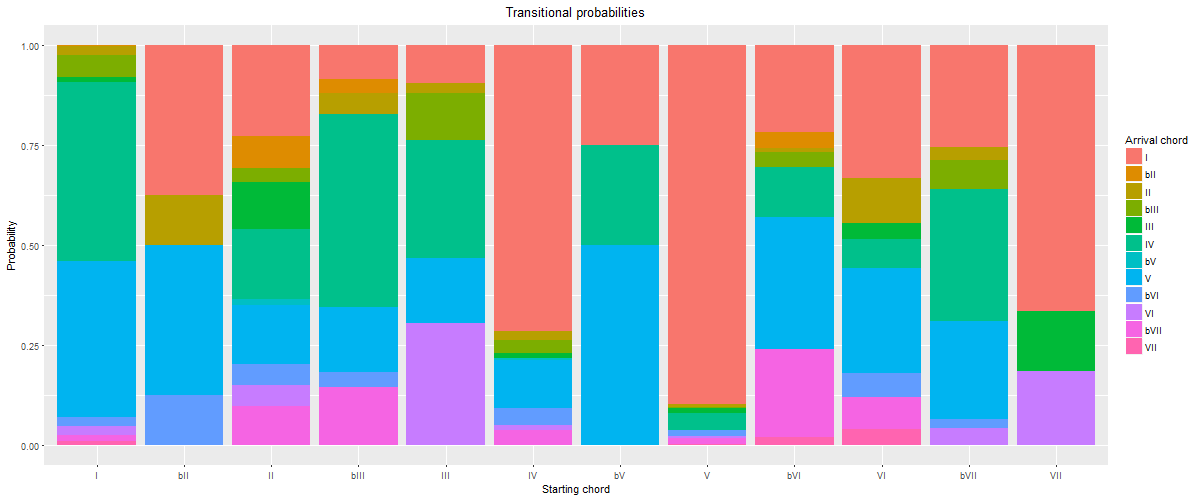 Transitional probabilities
1.00
0.75
0.50
0.25
0.00
Probability
I bII II bIII III IV bV V bVI VI bVII VII
Starting chord
Arrival chord
I
bII
II
bIII
III
IV
bV
V
bVI
VI
bVII
VII